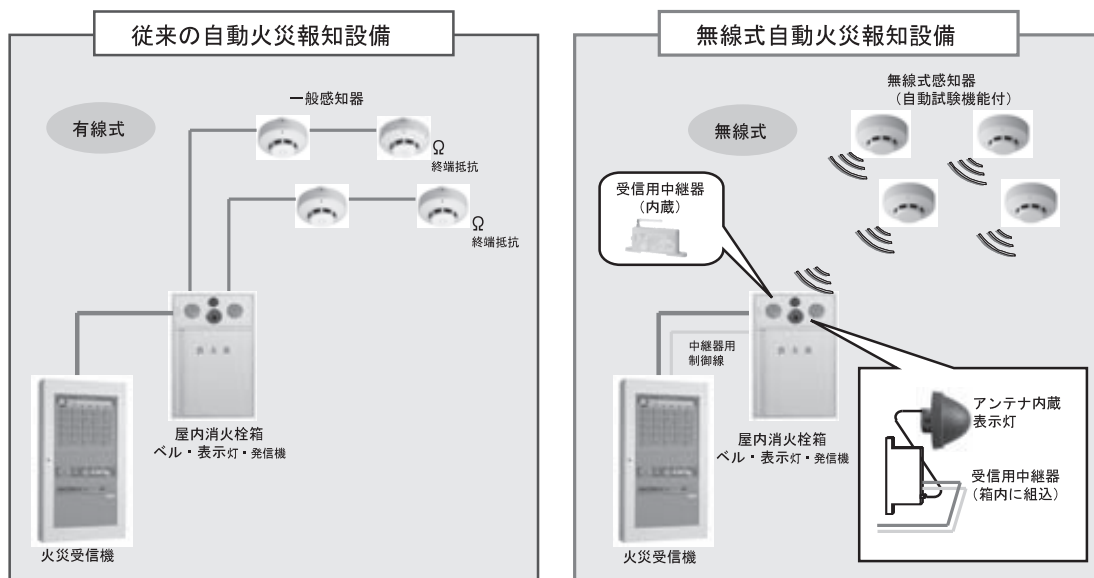 従来の自動火災報知設備
有線式
一般感知器
Ω
終端抵抗
Ω
終端抵抗
屋内消火栓箱
ベル・表示灯・発信機
火災受信機
無線式自動火災報知設備
無線式
無線式感知器
(自動試験機能付)
受信用中継器
(内蔵)
中継器用
制御線
屋内消火栓箱
ベル・表示灯・発信機
火災受信機
アンテナ内蔵
表示灯
受信用中継器
(箱内に組込)